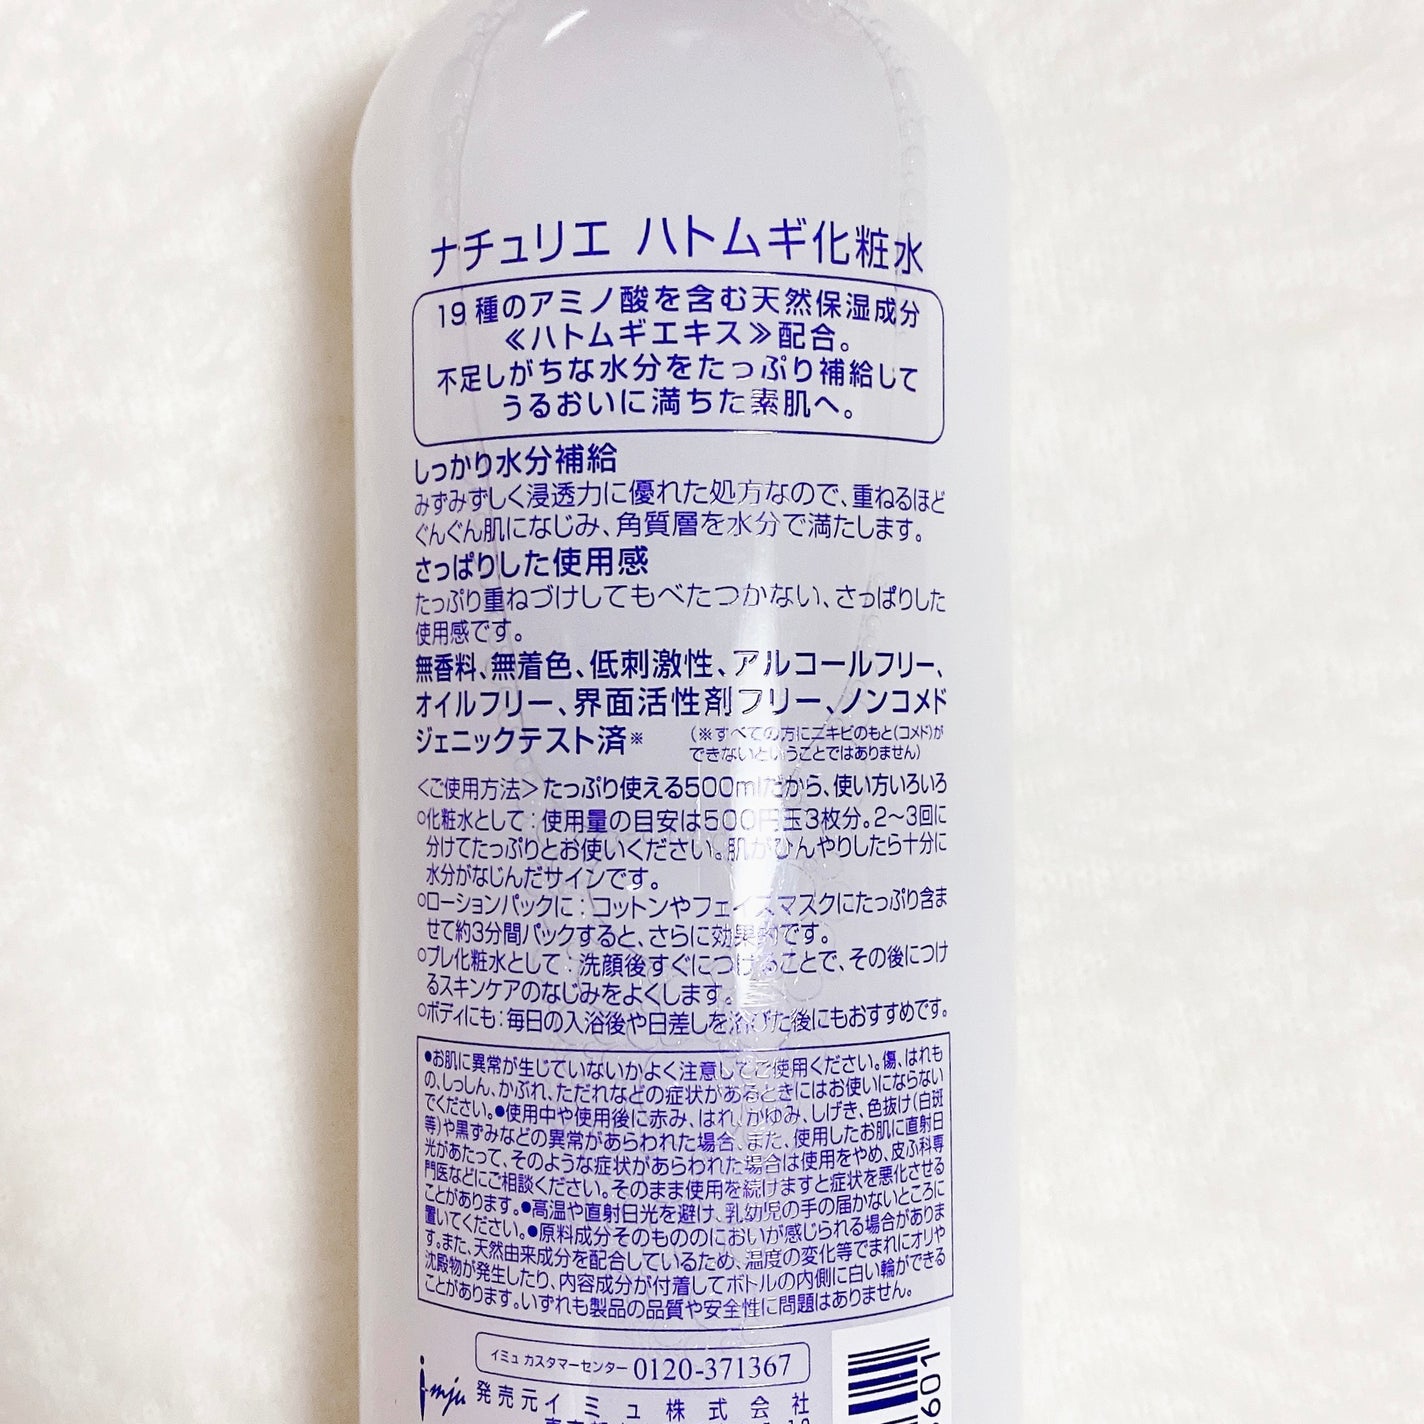 ナチュリエ ハトムギ化粧水
19種のアミノ酸を含む天然保湿成分
≪ハトムギエキス≫配合。
不足しがちな水分をたっぷり補給して
うるおいに満ちた素肌へ。
しっかり水分補給
みずみずしく浸透力に優れた処方なので、重ねるほど
ぐんぐん肌になじみ、角質層を水分で満たします。
さっぱりした使用感
たっぷり重ねづけしてもべたつかない、さっぱりした
使用感です。
無香料、無着色、低刺激性、アルコールフリー、
オイルフリー、界面活性剤フリー、ノンコメド
ジェニックテスト済※ (※すべての方にニキビのもと(コメド)が
できないということではありません)
<ご使用方法>たっぷり使える500mlだから、使い方いろいろ
○化粧水として:使用量の目安は500円玉3枚分。2〜3回に
分けてたっぷりとお使いください。肌がひんやりしたら十分に
水分がなじんだサインです。
○ローションパックに:コットンやフェイスマスクにたっぷり含ま
せて約3分間パックすると、さらに効果的です。
○プレ化粧水として:洗顔後すぐにつけることで、その後につけ
るスキンケアのなじみをよくします。
○ボディにも:毎日の入浴後や日差しを浴びた後にもおすすめです。
●お肌に異常が生じていないかよく注意してご使用ください。傷、はれも
の、しっしん、かぶれ、ただれなどの症状があるときにはお使いにならない
でください。●使用中や使用後に赤み、はれ、かゆみ、しげき、色抜け(白斑
等)や黒ずみなどの異常があらわれた場合、また、使用したお肌に直射日
光があたって、そのような症状があらわれた場合は使用をやめ、皮ふ科専
門医などにご相談ください。そのまま使用を続けますと症状を悪化させる
ことがあります。●高温や直射日光を避け、乳幼児の手の届かないところに
置いてください。●原料成分そのもののにおいが感じられる場合がありま
す。また、天然由来成分を配合しているため、温度の変化等でまれにオリや
沈殿物が発生したり、内容成分が付着してボトルの内側に白い輪ができる
ことがあります。いずれも製品の品質や安全性に問題はありません。
イミュ カスタマーセンター 0120-371367
imju 発売元 イミュ株式会社